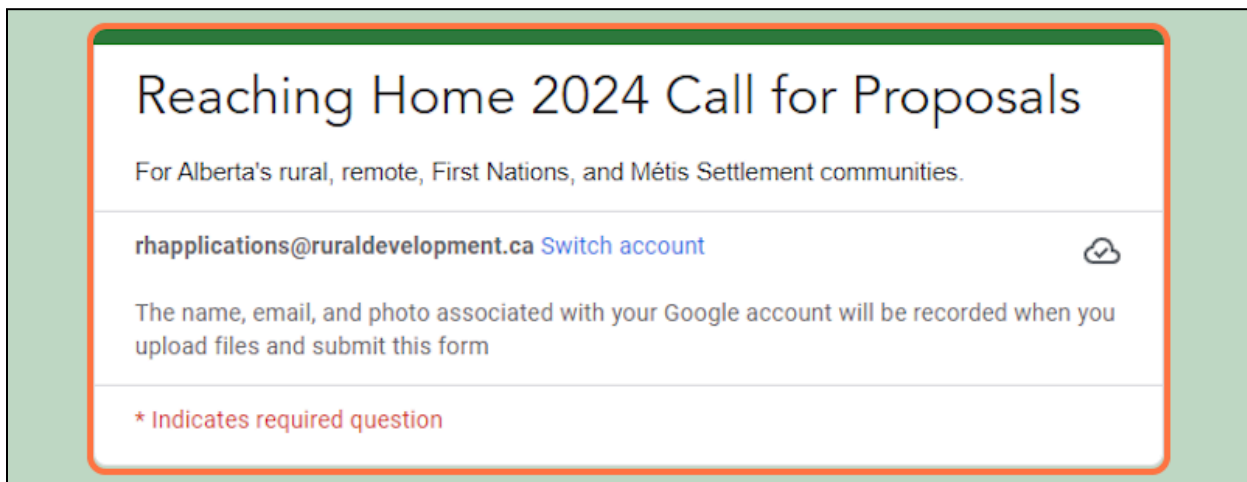 Reaching Home 2024 Call for Proposals
For Alberta's rural, remote, First Nations, and Métis Settlement communities.
rhapplications@ruraldevelopment.ca Switch account
The name, email, and photo associated with your Google account will be recorded when you
upload files and submit this form
* Indicates required question